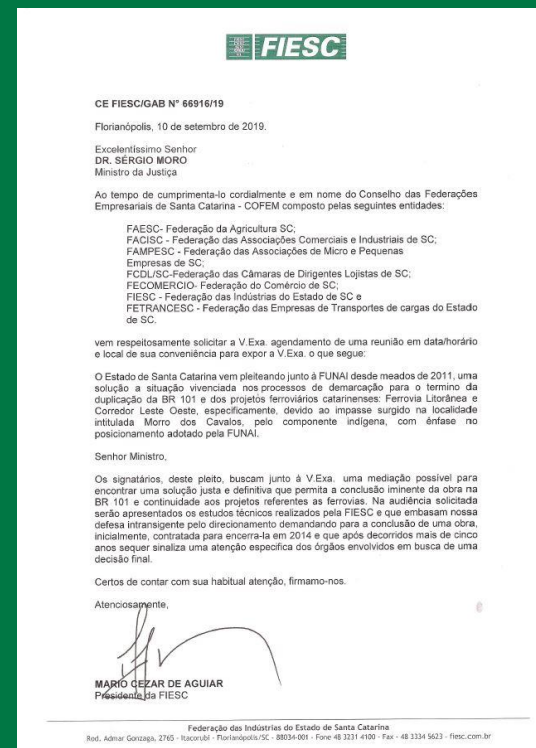 FIESC
CE FIESC/GAB N° 66916/19
Florianópolis, 10 de setembro de 2019.
Excelentíssimo Senhor
DR. SÉRGIO MORO
Ministro da Justiça
Ao tempo de cumprimenta-lo cordialmente e em nome do Conselho das Federações
Empresariais de Santa Catarina - COFEM composto pelas seguintes entidades:
FAESC- Federação da Agricultura SC;
FACISC - Federação das Associações Comerciais e Industriais de SC;
FAMPESC - Federação das Associações de Micro e Pequenas
Empresas de SC;
FCDL/SC-Federação das Câmaras de Dirigentes Lojistas de SC;
FECOMERCIO- Federação do Comércio de SC;
FIESC - Federação das Indústrias do Estado de SC e
FETRANCESC - Federação das Empresas de Transportes de cargas do Estado
de SC.
vem respeitosamente solicitar a V.Exa. agendamento de uma reunião em data/horário
e local de sua conveniência para expor a V.Exa. o que segue:
O Estado de Santa Catarina vem pleiteando junto à FUNAI desde meados de 2011, uma
solução a situação vivenciada nos processos de demarcação para o termino da
duplicação da BR 101 e dos projetos ferroviários catarinenses: Ferrovia Litorânea e
Corredor Leste Oeste, especificamente, devido ao impasse surgido na localidade
intitulada Morro dos Cavalos, pelo componente indígena, com ênfase no
posicionamento adotado pela FUNAI.
Senhor Ministro,
Os signatários, deste pleito, buscam junto à V.Exa. uma mediação possível para
encontrar uma solução justa e definitiva que permita a conclusão iminente da obra na
BR 101 e continuidade aos projetos referentes as ferrovias. Na audiência solicitada
serão apresentados os estudos técnicos realizados pela FIESC e que embasam nossa
defesa intransigente pelo direcionamento demandando para a conclusão de uma obra,
inicialmente, contratada para encerra-la em 2014 e que após decorridos mais de cinco
anos sequer sinaliza uma atenção especifica dos órgãos envolvidos em busca de uma
decisão final.
Certos de contar com sua habitual atenção, firmamo-nos.
Atenciosamente,
MARIO CEZAR DE AGUIAR
Presidente da FIESC
Federação das Indústrias do Estado de Santa Catarina
Rod. Admar Gonzaga, 2765 - Itacorubi - Florianópolis/SC - 88034-001 - Fone 48 3231 4100 - Fax - 48 3334 5623 - fiesc.com.br